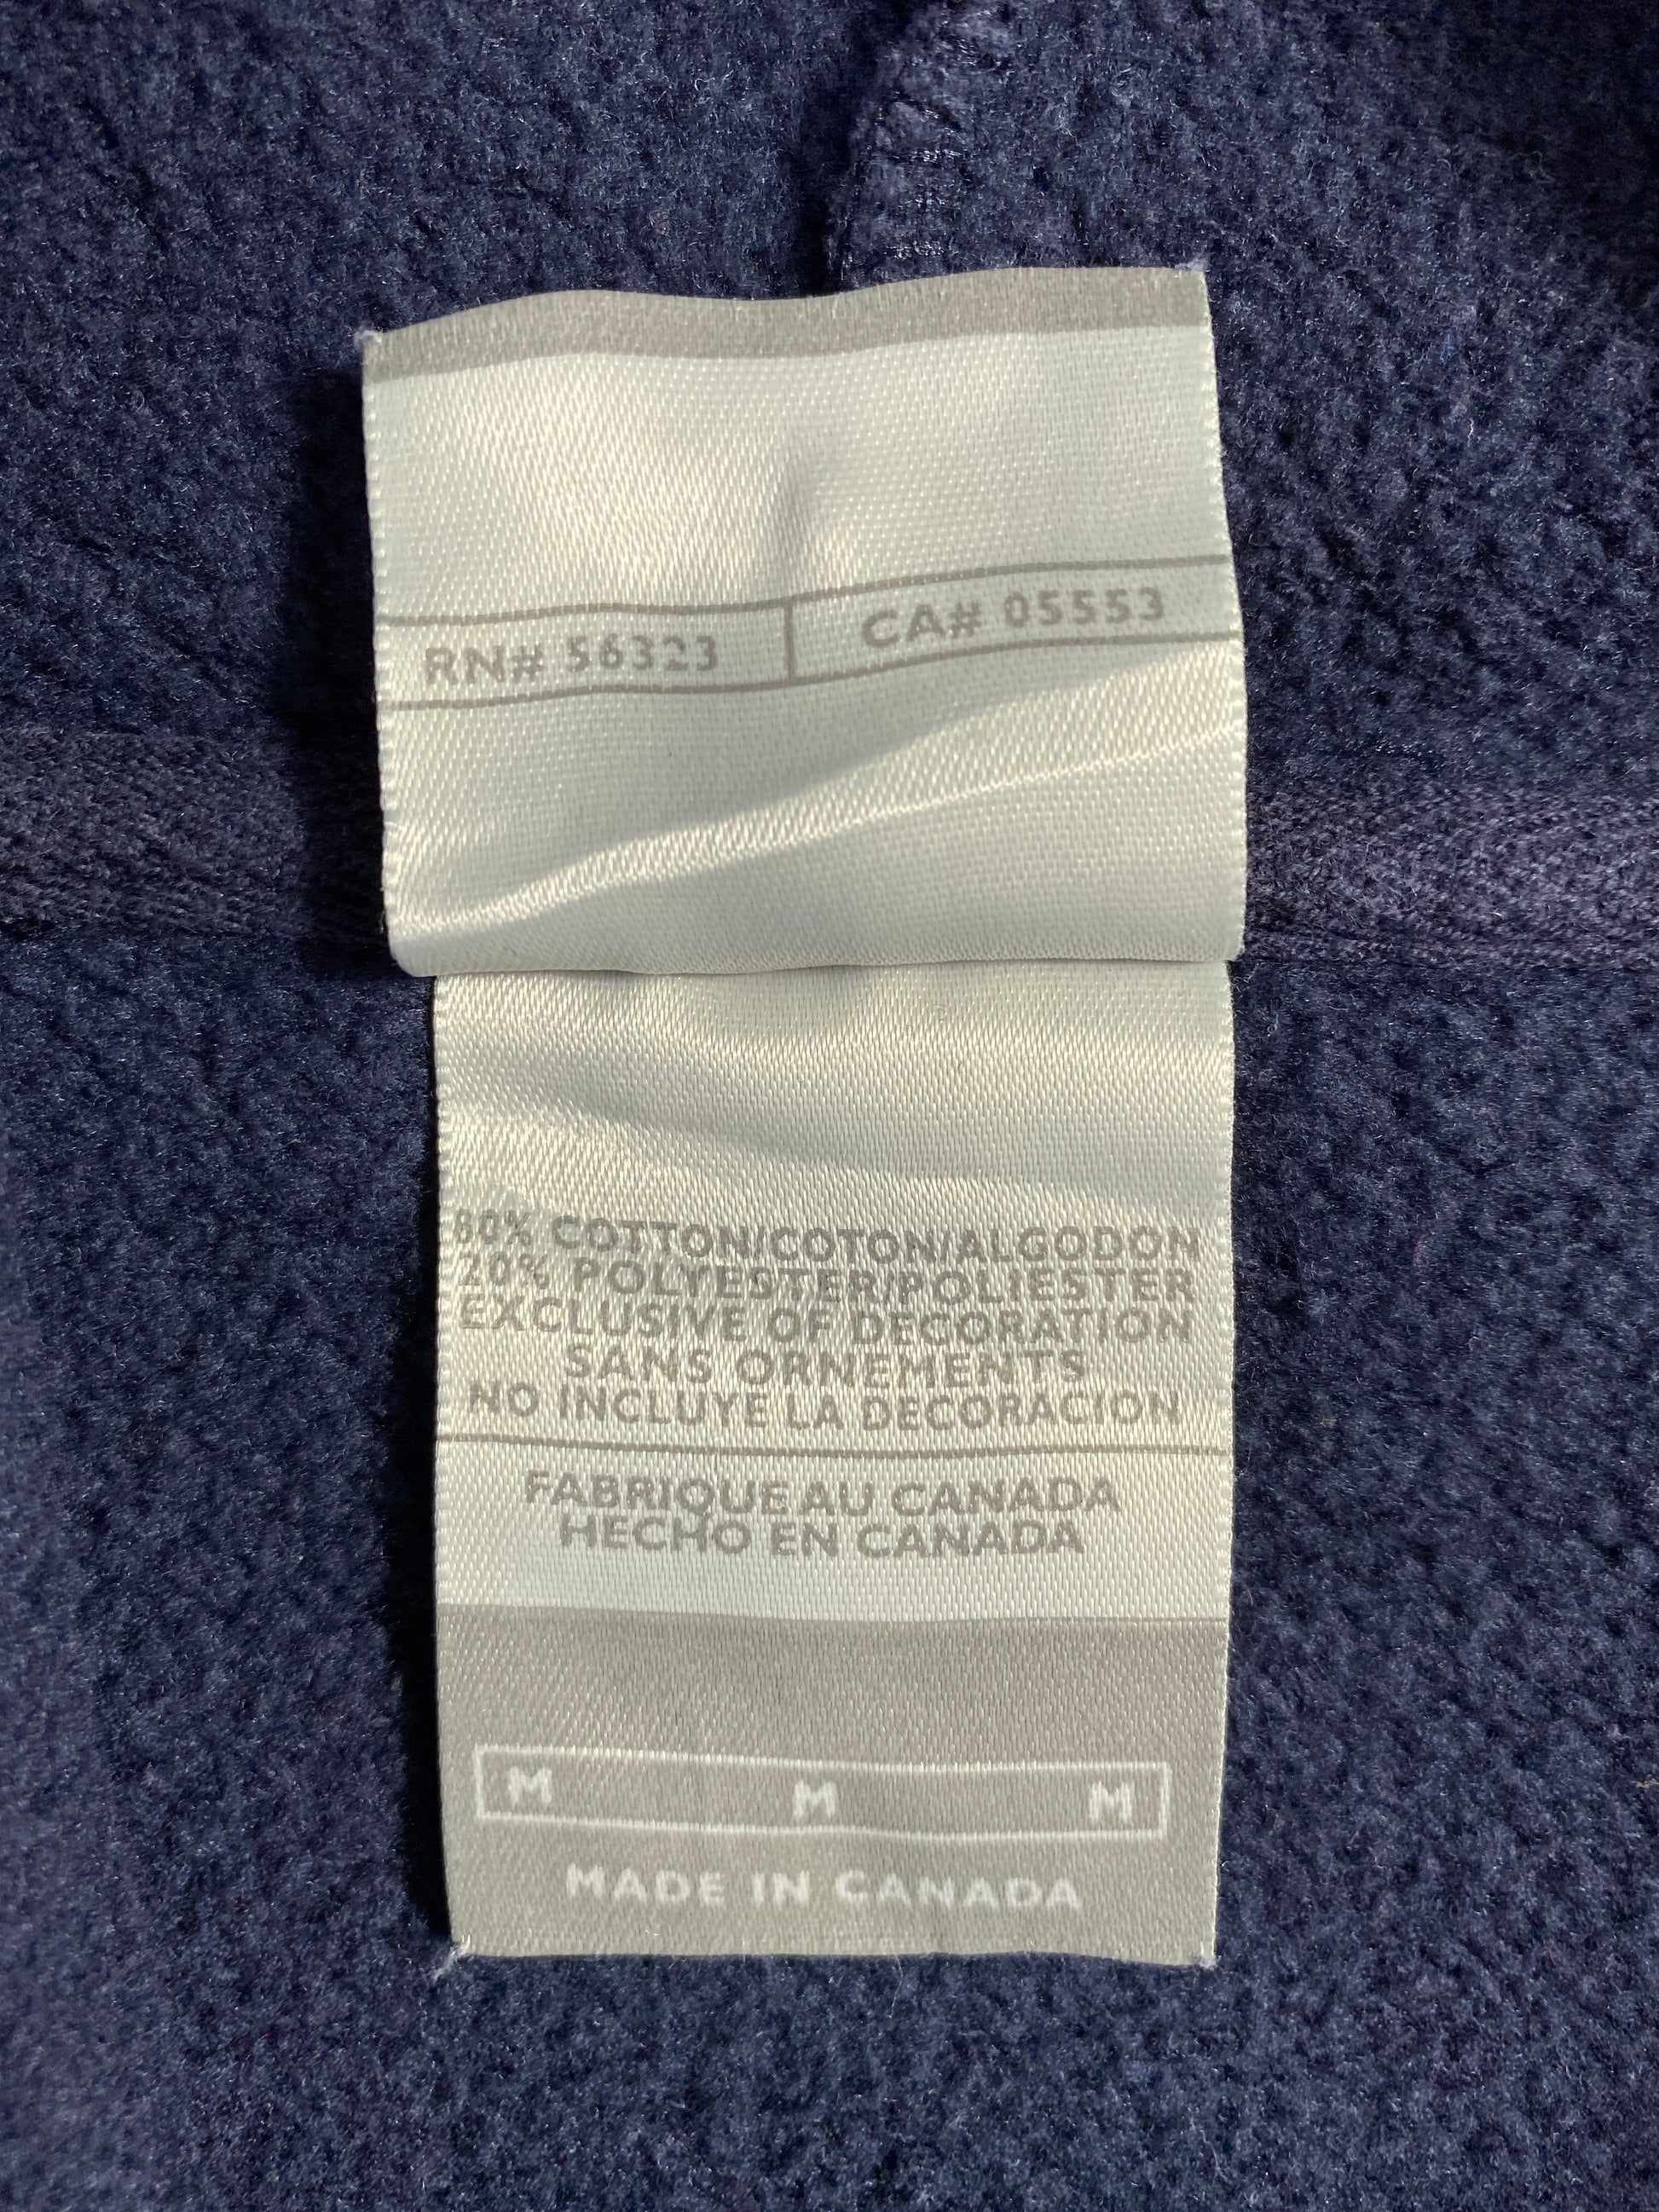 RN# 56323 CA# 05553
80% COTTON/COTON/ALGODON
20% POLYESTER/POLIESTER
EXCLUSIVE OF DECORATION
SANS ORNEMENTS
NO INCLUYE LA DECORACION
FABRIQUE AU CANADA
HECHO EN CANADA
M M M
MADE IN CANADA